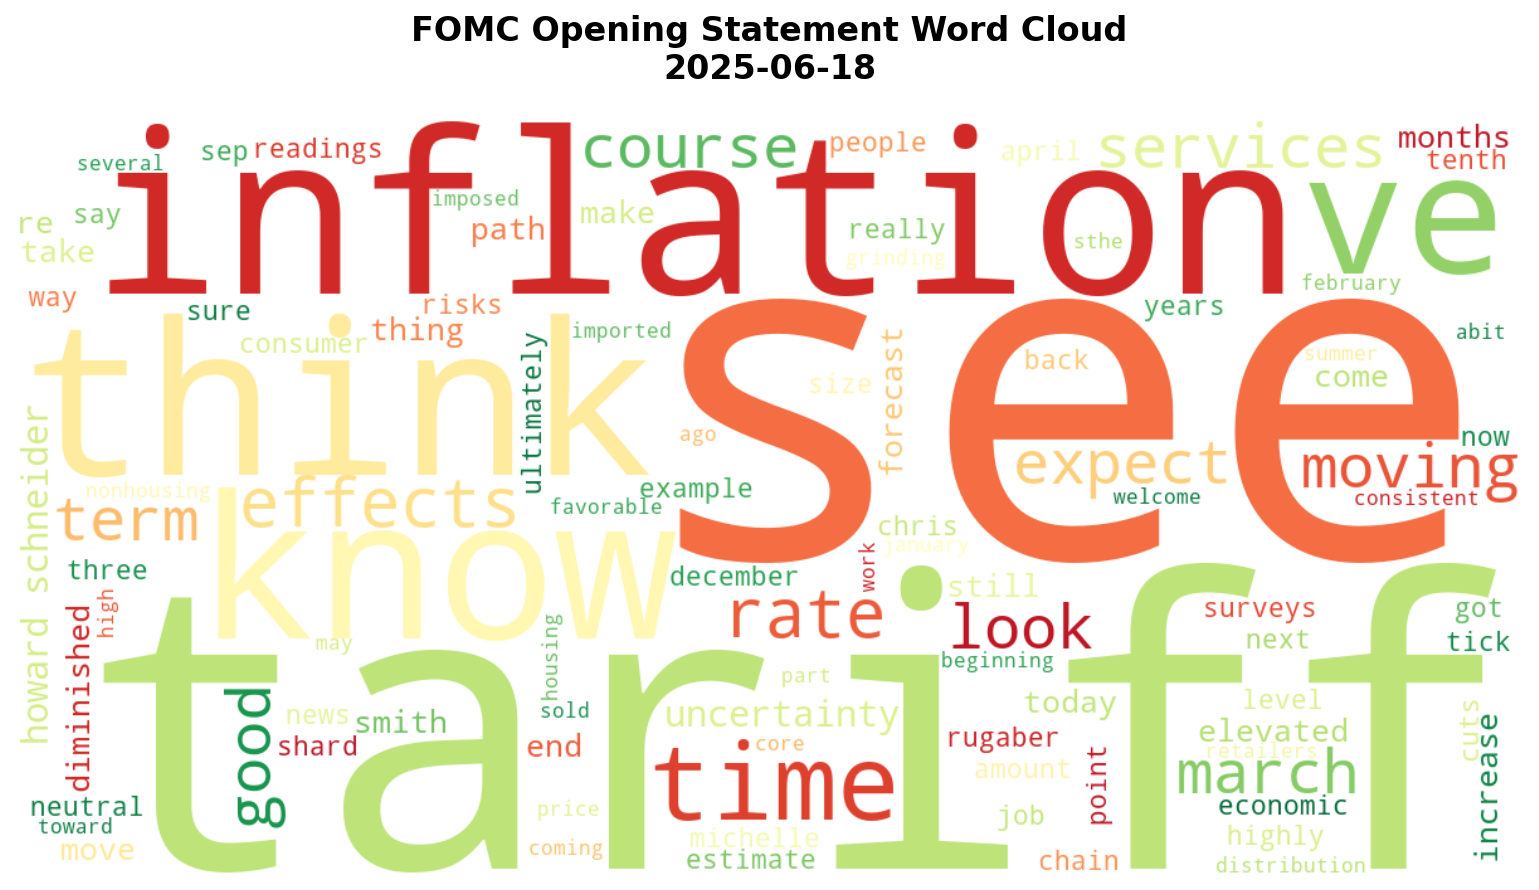 FOMC Opening Statement Word Cloud
2025-06-18
inflation
course
people
april
services
months
tenth
several
sep
readings
imposed
path
make
really
sthe
grinding
ve
re
say
take
way
sure
risks
thing
consumer
imported
years
february
abit
think
see
ultimately
size
forecast
back
summer
come
ago
now
expect
moving
welcome
consistent
howard schneider
nonhousing
term
effects
example
favorable
know
chris
january
december
work
still
three
high
diminished
rate
look
surveys
got
next
tick
beginning
tariff
may
housing
part
today
level
elevated
cuts
good
news
smith
shard
sold
end
uncertainty
core
rugaber
retailers
time
amount
point
march
increase
neutral
toward
move
price
coming
michelle
estimate
job
economic
highly
chain
distribution